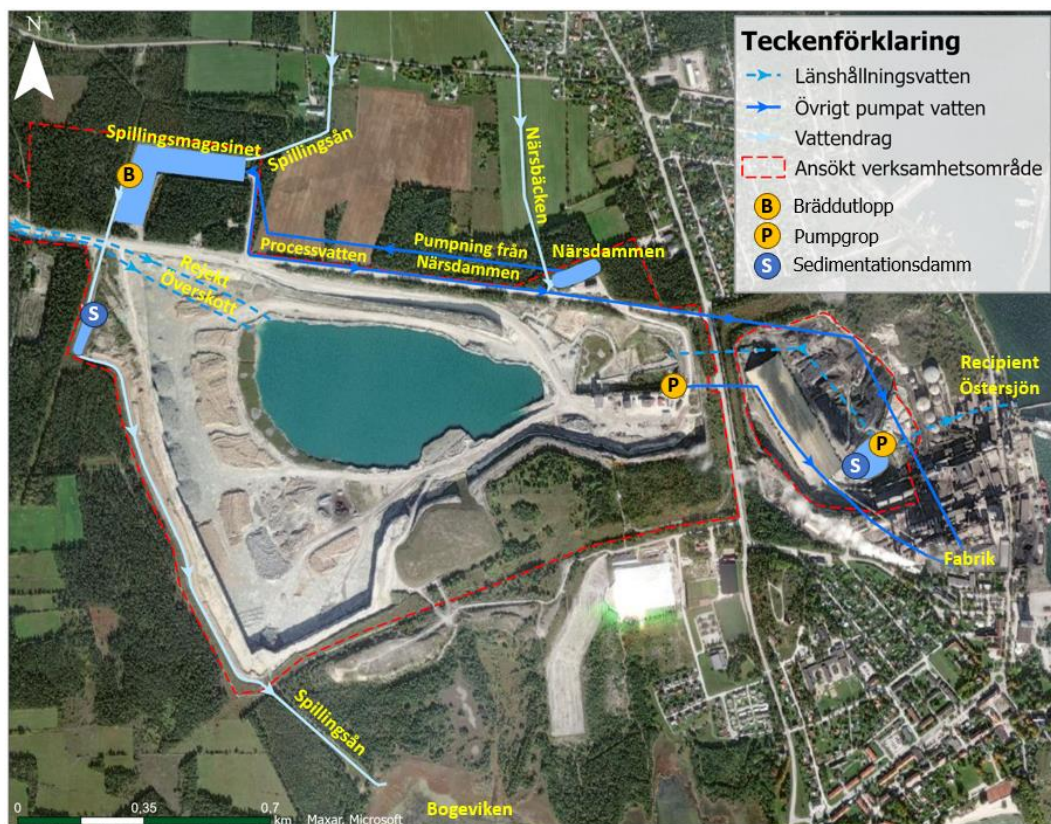 N
Teckenförklaring
Länshållningsvatten
Övrigt pumpat vatten
Vattendrag
Ansökt verksamhetsområde
B Bräddutlopp
P Pumpgrop
S Sedimentationsdamm
Spillingsmagasinet
Spillingsån
Närsbäcken
B
Processvatten
Pumpning från
Närsdammen
Närsdammen
Rejekt
Överskott
S
P
Recipient
Östersjön
P
S
Fabrik
Spillingsån
Bogeviken
0 0,35 0,7
km
Maxar, Microsoft